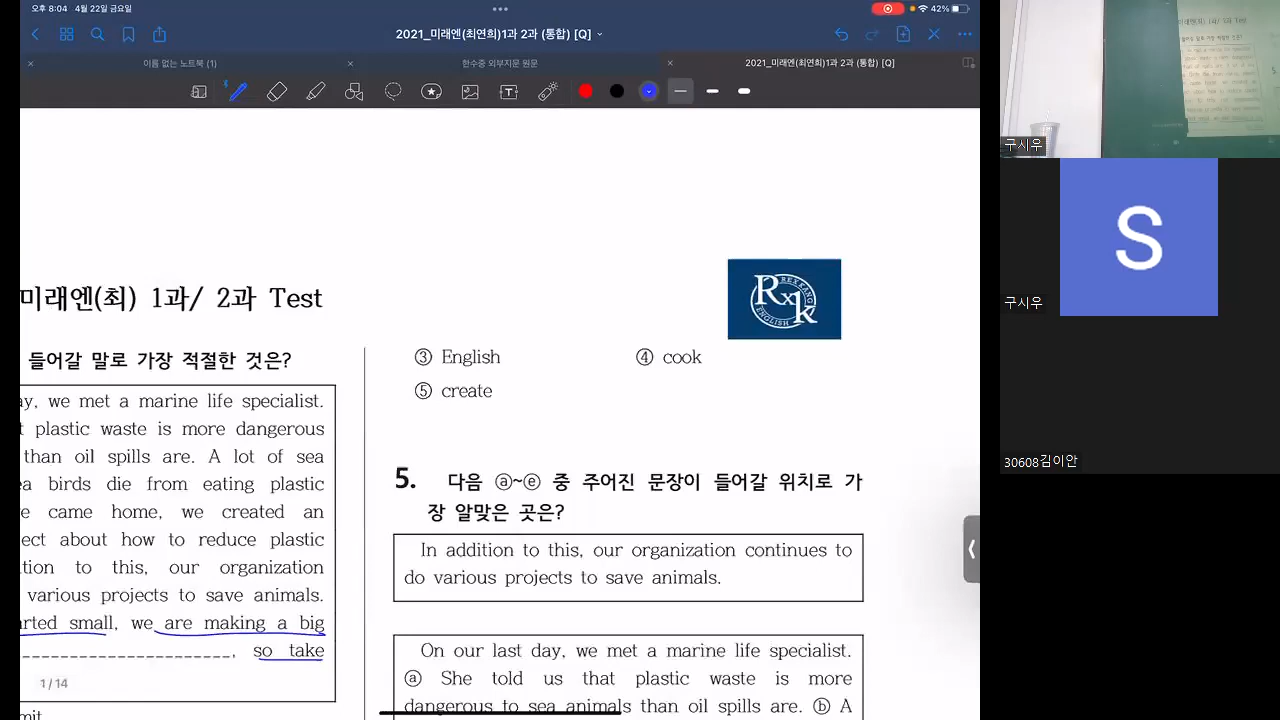 오후 8:04 4월 22일 금요일
42%
2021_미래엔(최연희)1과 2과 (통합) [Q]
이름 없는 노트북 (1)
한수중 외부지문 원문
2021_미래엔(최연희)1과 2과 (통합) [Q]
미래엔(최) 1과/ 2과 Test
REX KANG
Rxk
ENGLISH
들어갈 말로 가장 적절한 것은?
ay, we met a marine life specialist.
t plastic waste is more dangerous
than oil spills are. A lot of sea
ea birds die from eating plastic
e came home, we created an
ect about how to reduce plastic
tion to this, our organization
various projects to save animals.
arted small, we are making a big
_______________________, so take
1/14
mit
③ English ④ cook
⑤ create
5. 다음 ⓐ~ⓔ 중 주어진 문장이 들어갈 위치로 가
장 알맞은 곳은?
In addition to this, our organization continues to
do various projects to save animals.
On our last day, we met a marine life specialist.
ⓐ She told us that plastic waste is more
dangerous to sea animals than oil spills are. ⓑ A
구시우
S
구시우
30608김이안